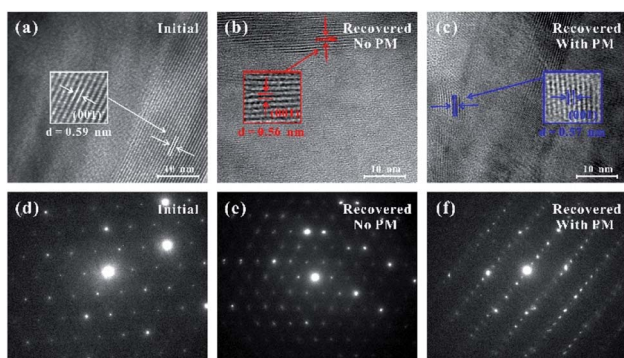 (a)
Initial
(001)
d = 0.59 nm
10 nm
(b)
Recovered
No PM
(001)
d = 0.56 nm
10 nm
(c)
Recovered
With PM
d = 0.57 nm
10 nm
(d)
Initial
(e)
Recovered
No PM
(f)
Recovered
With PM